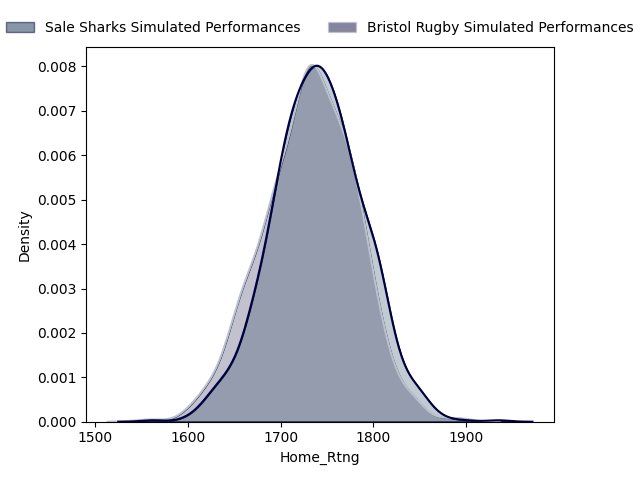 Sale Sharks Simulated Performances Bristol Rugby Simulated Performances
0.008
0.007
0.006
0.005
0.004
0.003
0.002
0.001
0.000
Density
1500 1600 1700 1800 1900
Home_Rtng